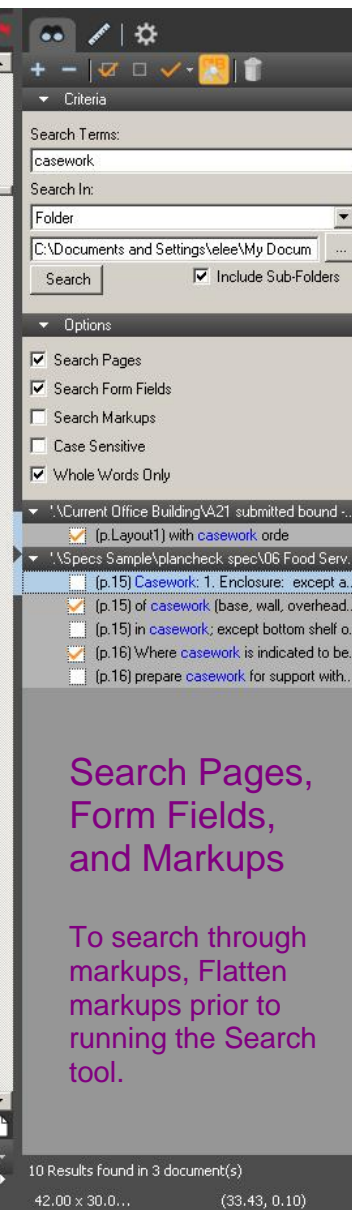 Criteria
Search Terms:
casework
Search In:
Folder
C:\Documents and Settings\elee\My Docum ...
Search Include Sub-Folders
Options
Search Pages
Search Form Fields
Search Markups
Case Sensitive
Whole Words Only
'.\Current Office Building\A21 submitted bound -...
(p.Layout1) with casework orde
'.\Specs Sample\plancheck spec\06 Food Serv...
(p.15) Casework: 1. Enclosure: except a...
(p.15) of casework (base, wall, overhead...
(p.15) in casework; except bottom shelf o...
(p.16) Where casework is indicated to be...
(p.16) prepare casework for support with...
Search Pages,
Form Fields,
and Markups
To search through
markups, Flatten
markups prior to
running the Search
tool.
10 Results found in 3 document(s)
42.00 x 30.0... (33.43, 0.10)